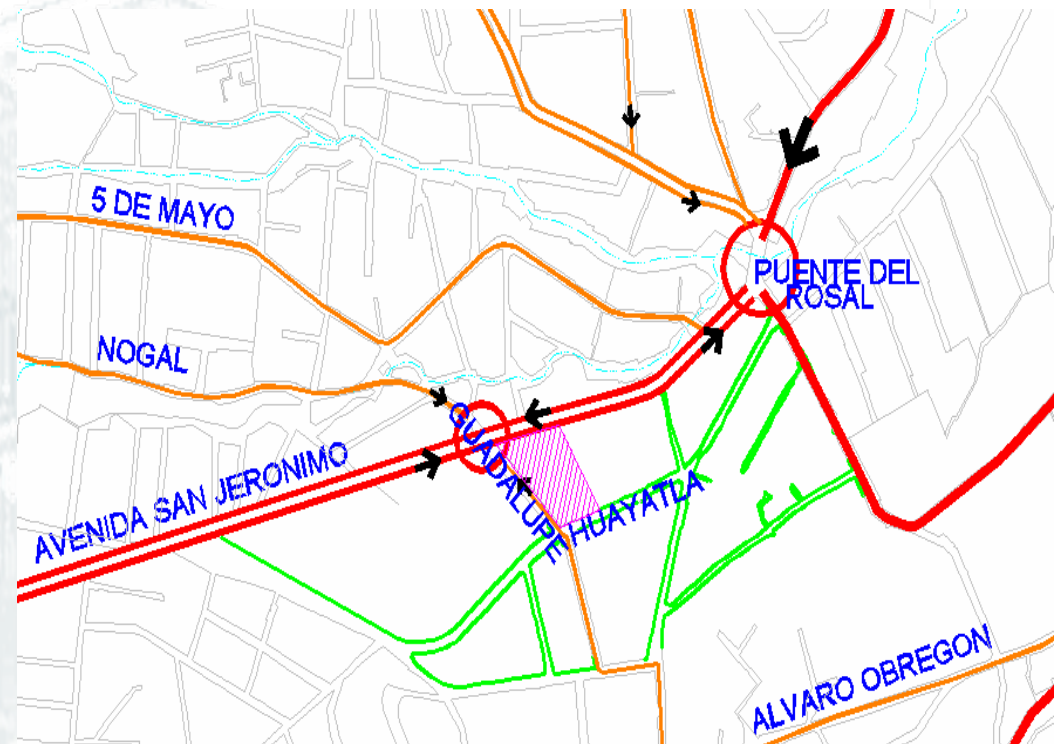 5 DE MAYO
PUENTE DEL
ROSAL
NOGAL
GUADALUPE
HUAYATLA
AVENIDA SAN JERONIMO
ALVARO OBREGON